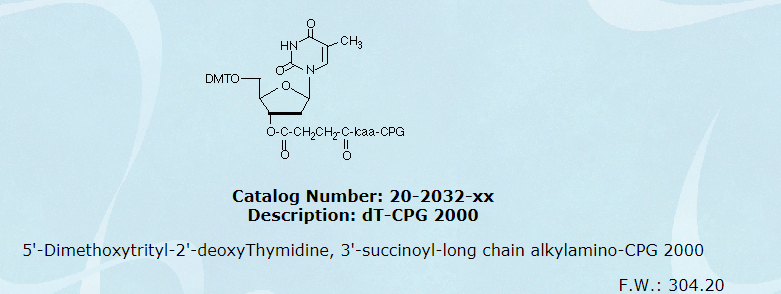 O
HN
CH3
O
N
DMTO
O
O-C-CH2CH2-C-lcaa-CPG
O
O
Catalog Number: 20-2032-xx
Description: dT-CPG 2000
5'-Dimethoxytrityl-2'-deoxyThymidine, 3'-succinoyl-long chain alkylamino-CPG 2000
F.W.: 304.20